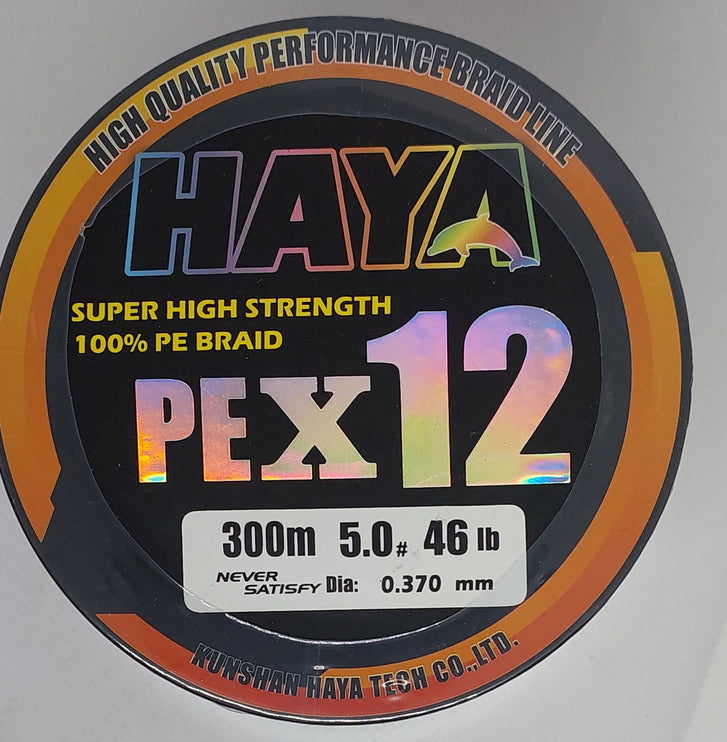 HIGH QUALITY PERFORMANCE BRAID LINE
HAYA
SUPER HIGH STRENGTH
100% PE BRAID
PEX12
300m 5.0# 46 lb
NEVER
SATISFY Dia: 0.370 mm
KUNSHAN HAYA TECH CO.,LTD.